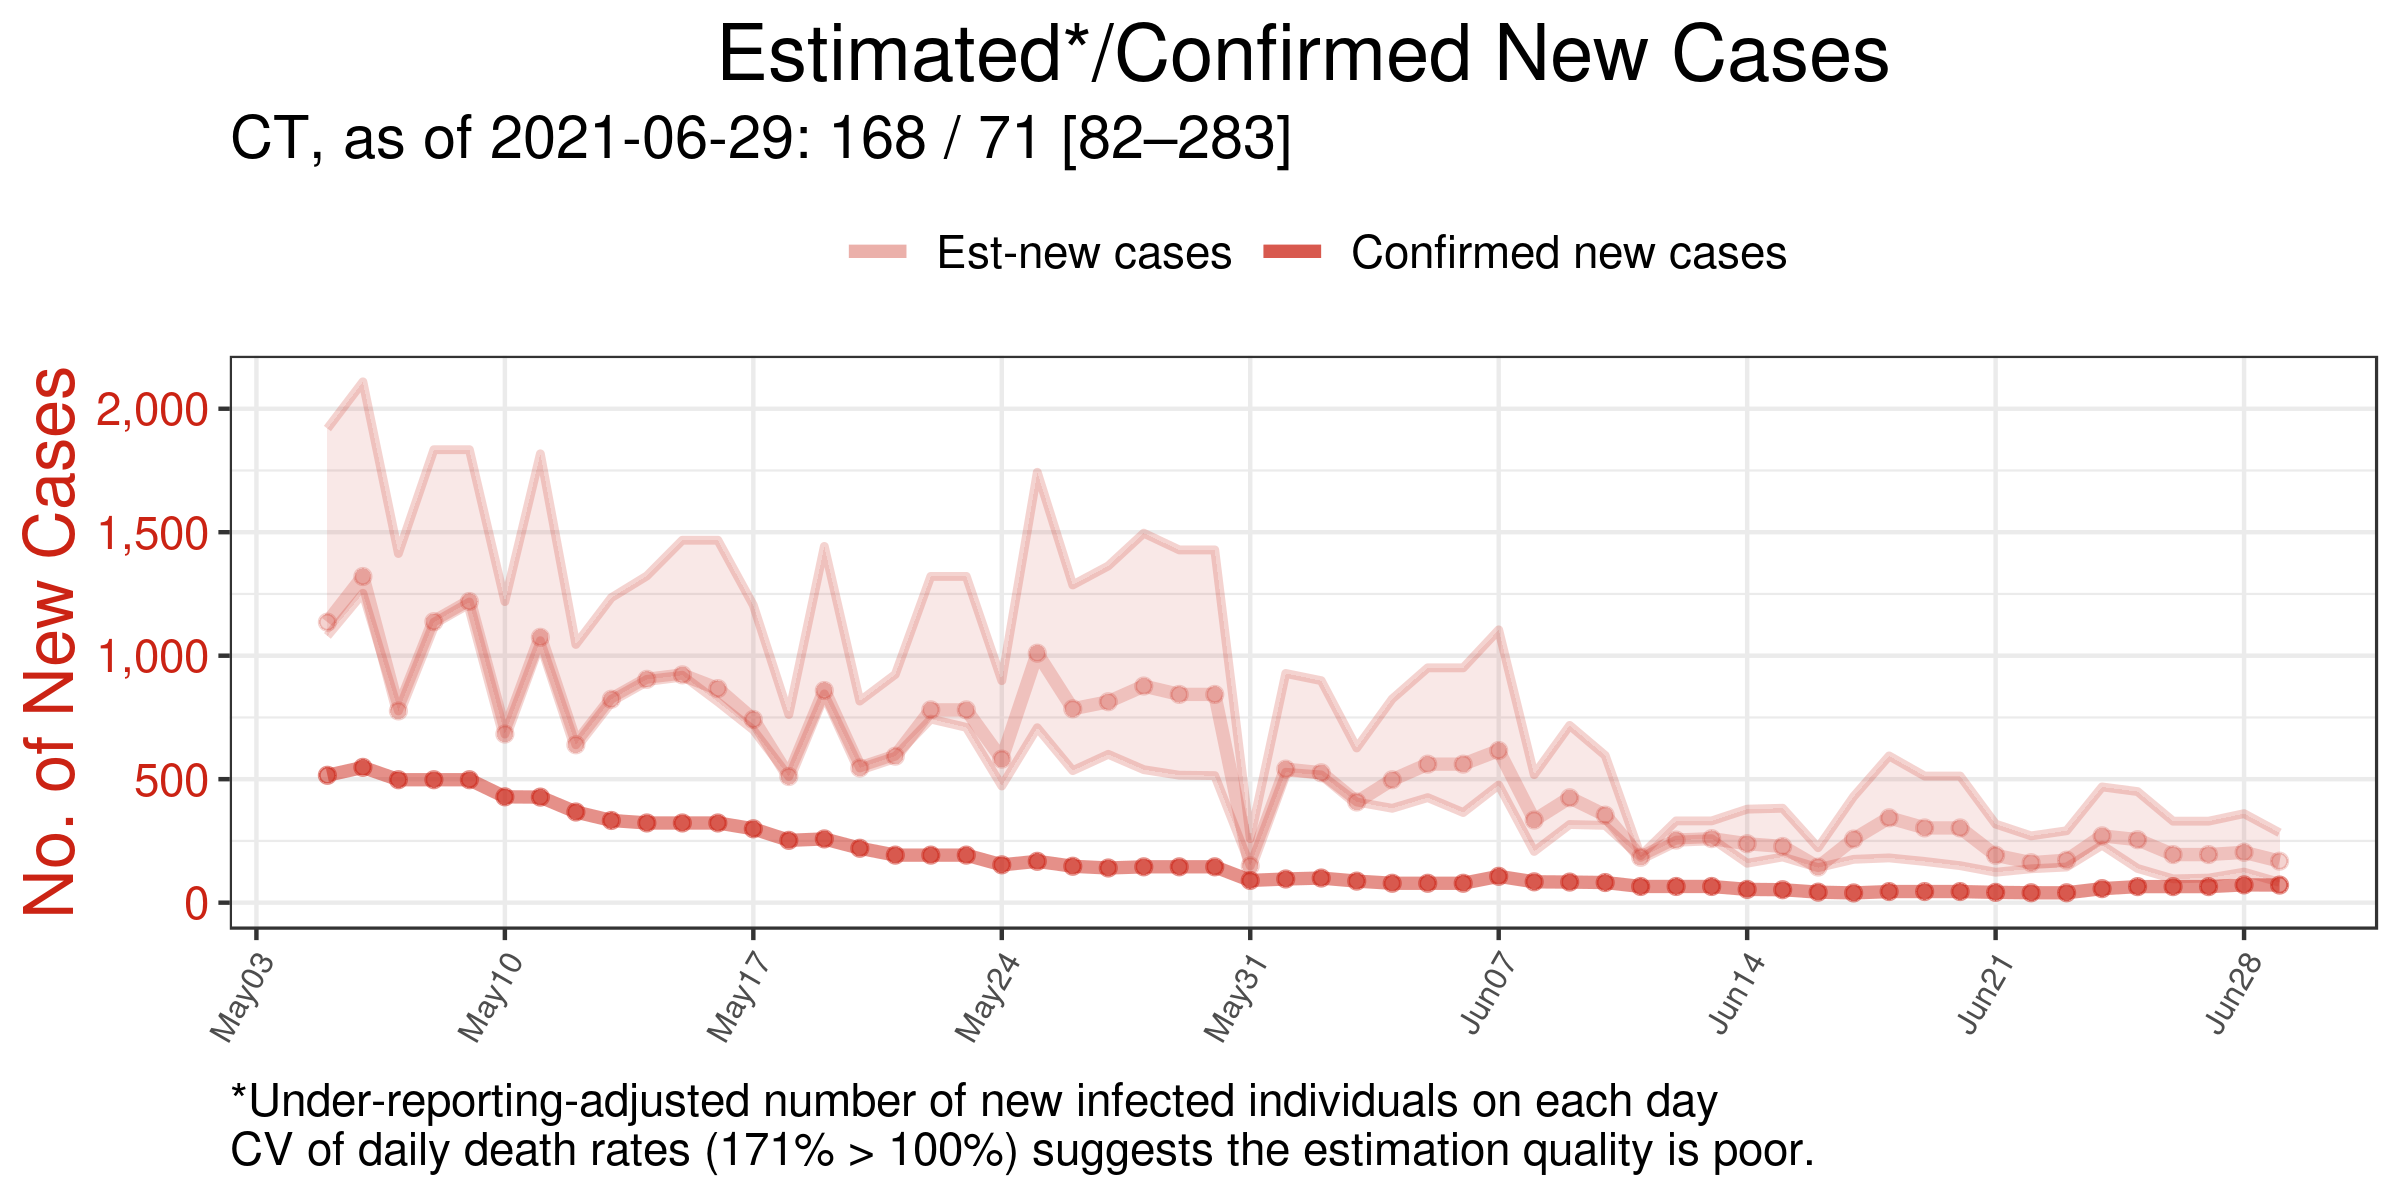 Estimated*/Confirmed New Cases
CT, as of 2021-06-29: 168 / 71 [82–283]
Est-new cases Confirmed new cases
No. of New Cases
2,000
1,500
1,000
500
0
May03 May10 May17 May24 May31 Jun07 Jun14 Jun21 Jun28
*Under-reporting-adjusted number of new infected individuals on each day
CV of daily death rates (171% > 100%) suggests the estimation quality is poor.